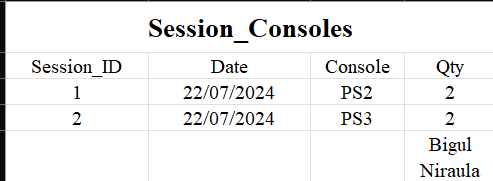 Session_Consoles
Session_ID Date Console Qty
1 22/07/2024 PS2 2
2 22/07/2024 PS3 2
Bigul
Niraula